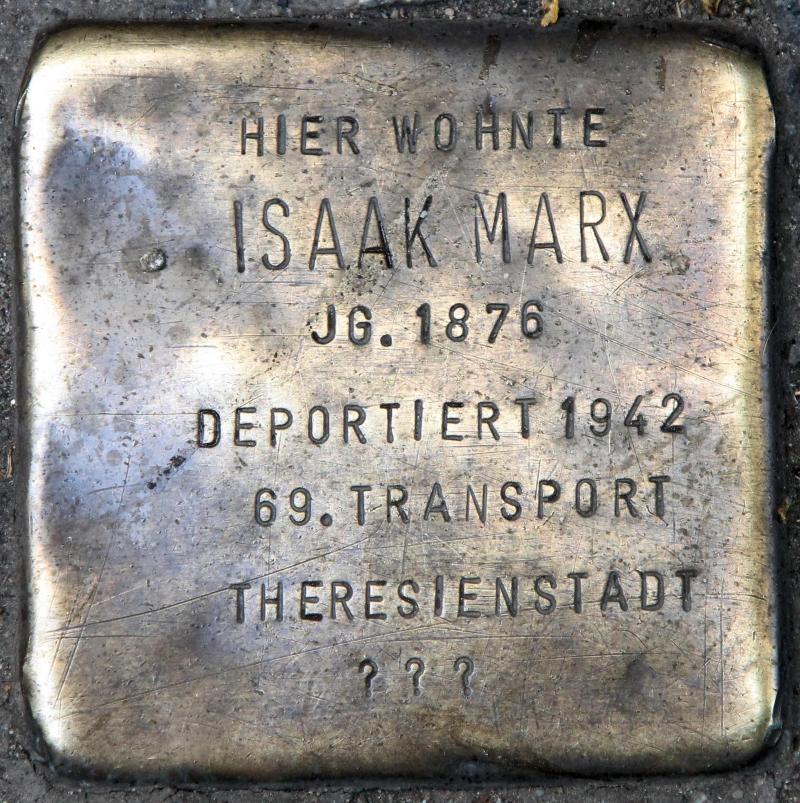 HIER WOHNTE
ISAAK MARX
JG. 1876
DEPORTIERT 1942
69. TRANSPORT
THERESIENSTADT
???